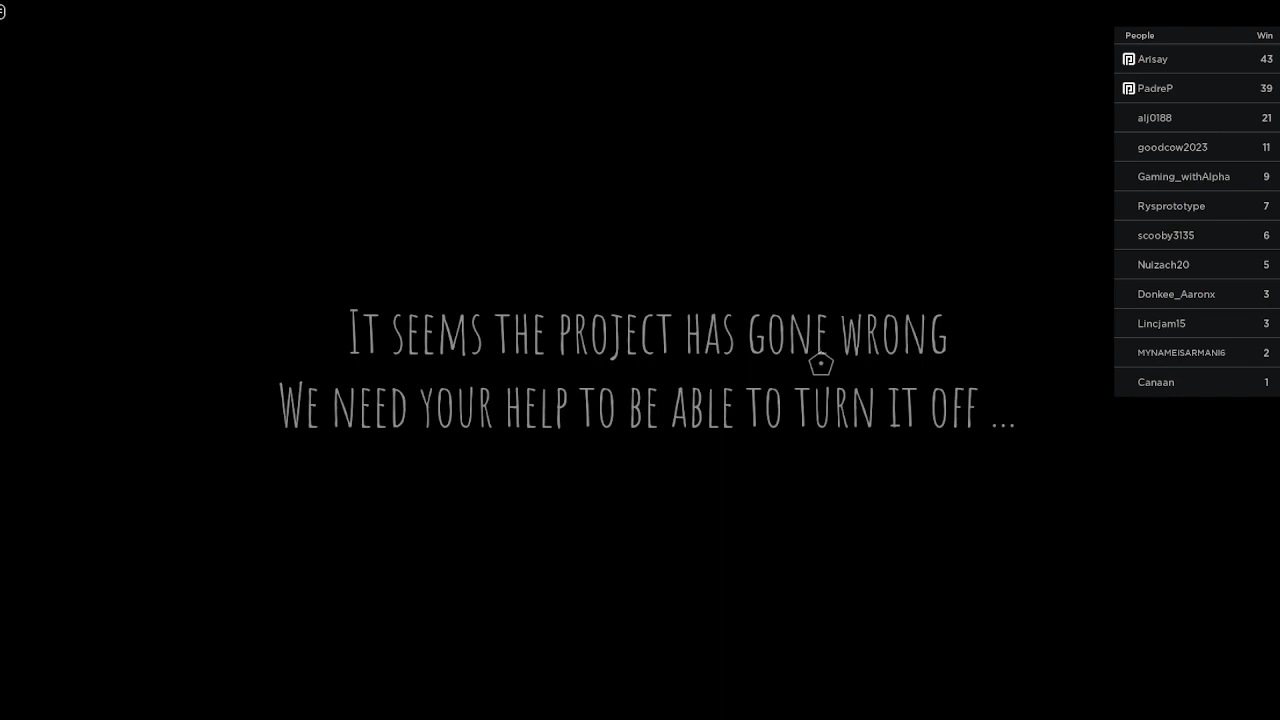 It seems the project has gone wrong
We need your help to be able to turn it off ...
People Win
Arisay 43
PadreP 39
alj0188 21
goodcow2023 11
Gaming_withAlpha 9
Rysprototype 7
scooby3135 6
Nuizach20 5
Donkee_Aaronx 3
Lincjam15 3
MYNAMEISARMANI6 2
Canaan 1